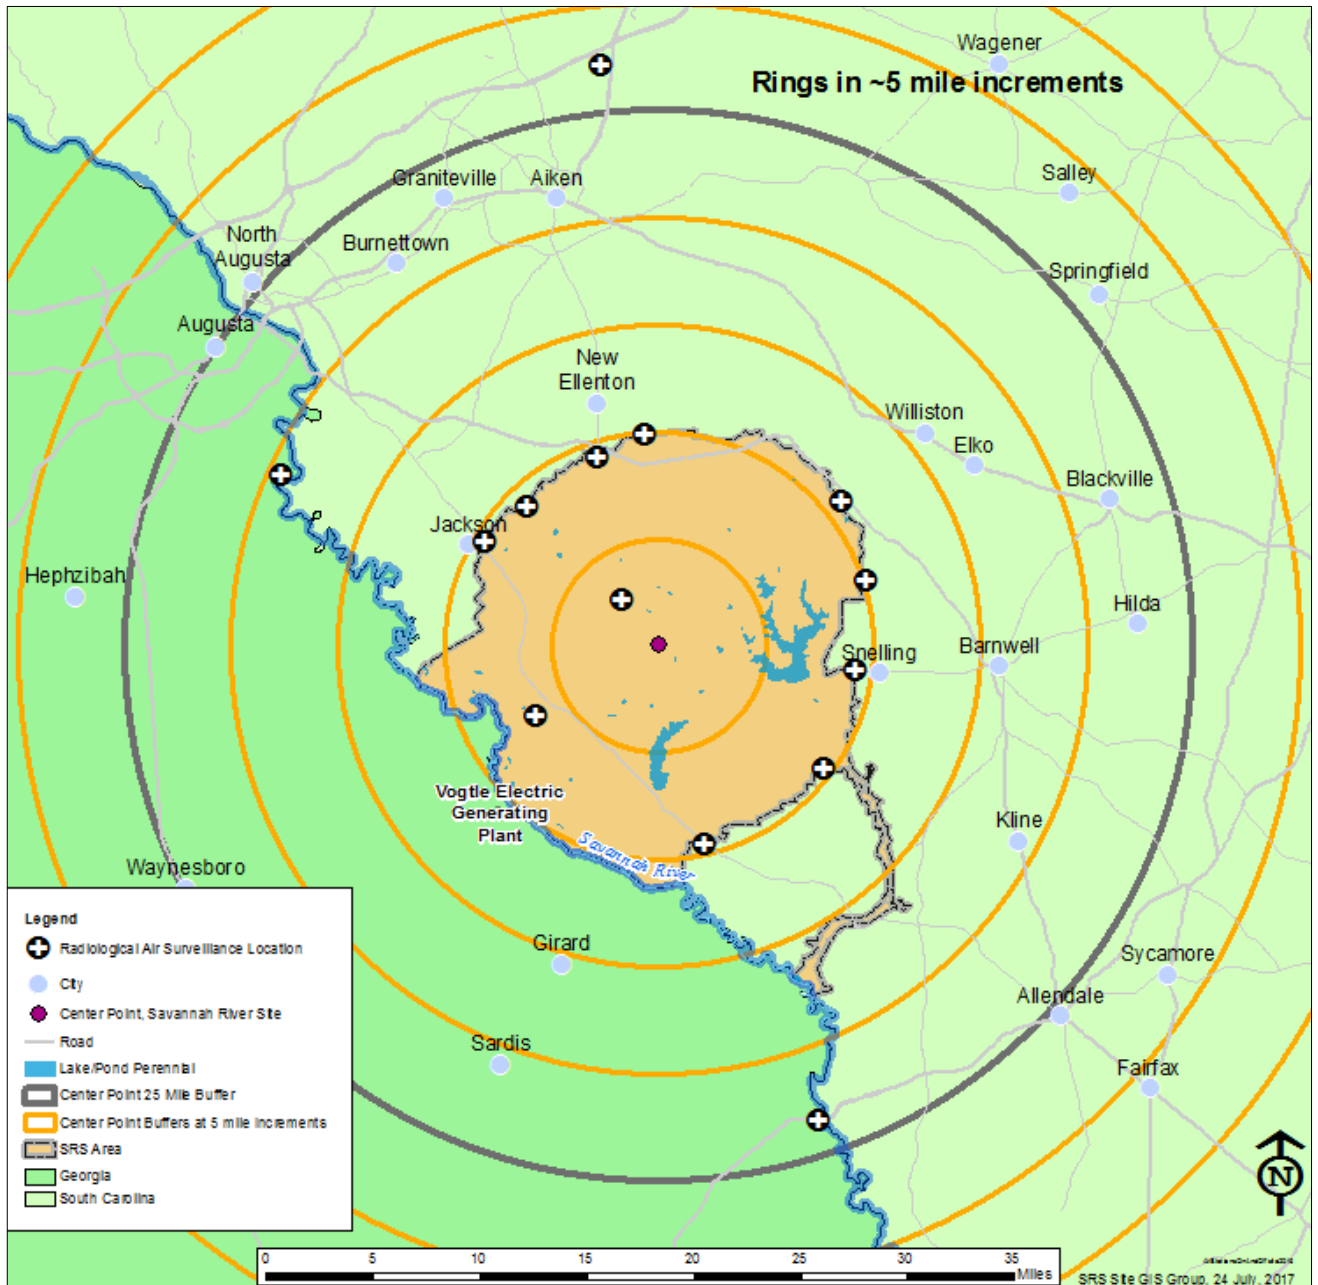 Wagener
Rings in ~5 mile increments
Graniteville
Aiken
Salley
North
Augusta
Burnettown
Springfield
Augusta
New
Ellenton
Williston
Elko
Blackville
Jackson
Hephzibah
Hilda
Snelling
Barnwell
Vogtle Electric
Generating
Plant
Kline
Savannah River
Waynesboro
Girard
Sycamore
Allendale
Sardis
Fairfax
Legend
Radiological Air Surveillance Location
City
Center Point, Savannah River Site
Road
Lake/Pond Perennial
Center Point 25 Mile Buffer
Center Point Buffers at 5 mile increments
SRS Area
Georgia
South Carolina
N
0 5 10 15 20 25 30 35
Miles
SRS Site GIS Group, 24 July, 2017